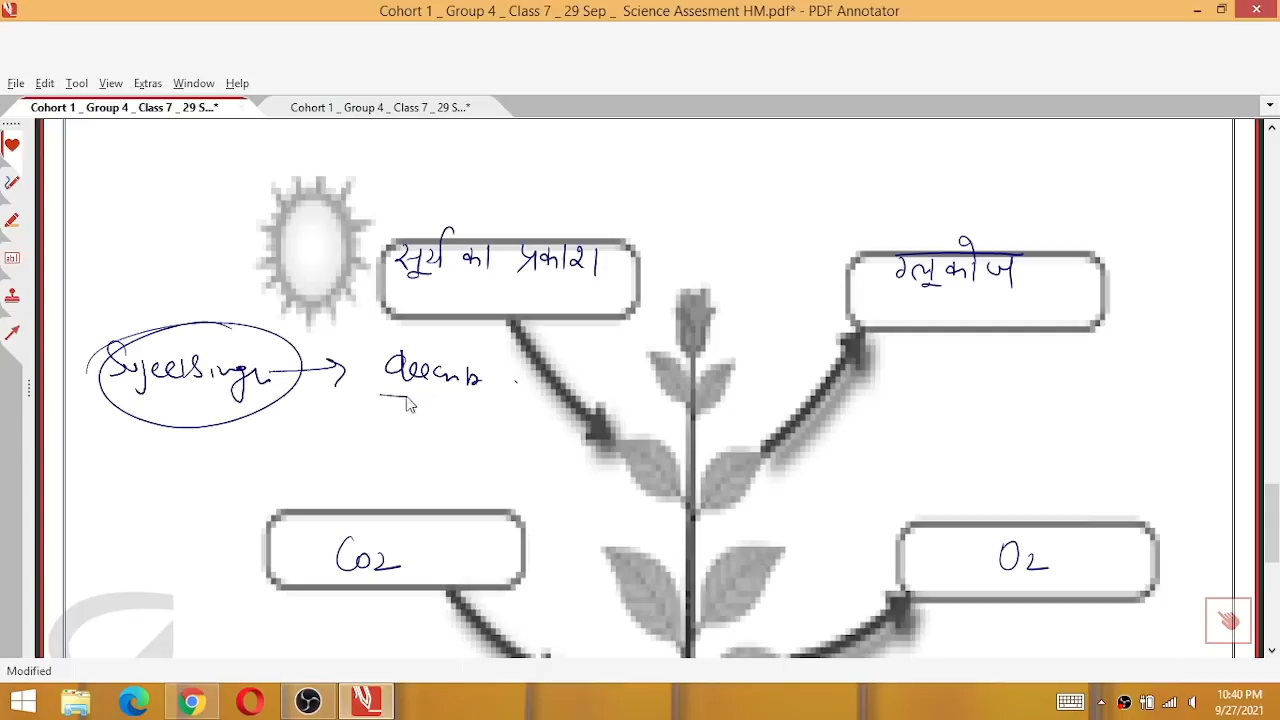 Cohort 1 _ Group 4 _ Class 7 _ 29 Sep _ Science Assesment HM.pdf* - PDF Annotator
File Edit Tool View Extras Window Help
Cohort 1 _ Group 4 _ Class 7 _ 29 S...* Cohort 1 _ Group 4 _ Class 7 _ 29 S...*
सूर्य का प्रकाश
ग्लूकोज
Co2
O2
Modified
10:40 PM
9/27/2021